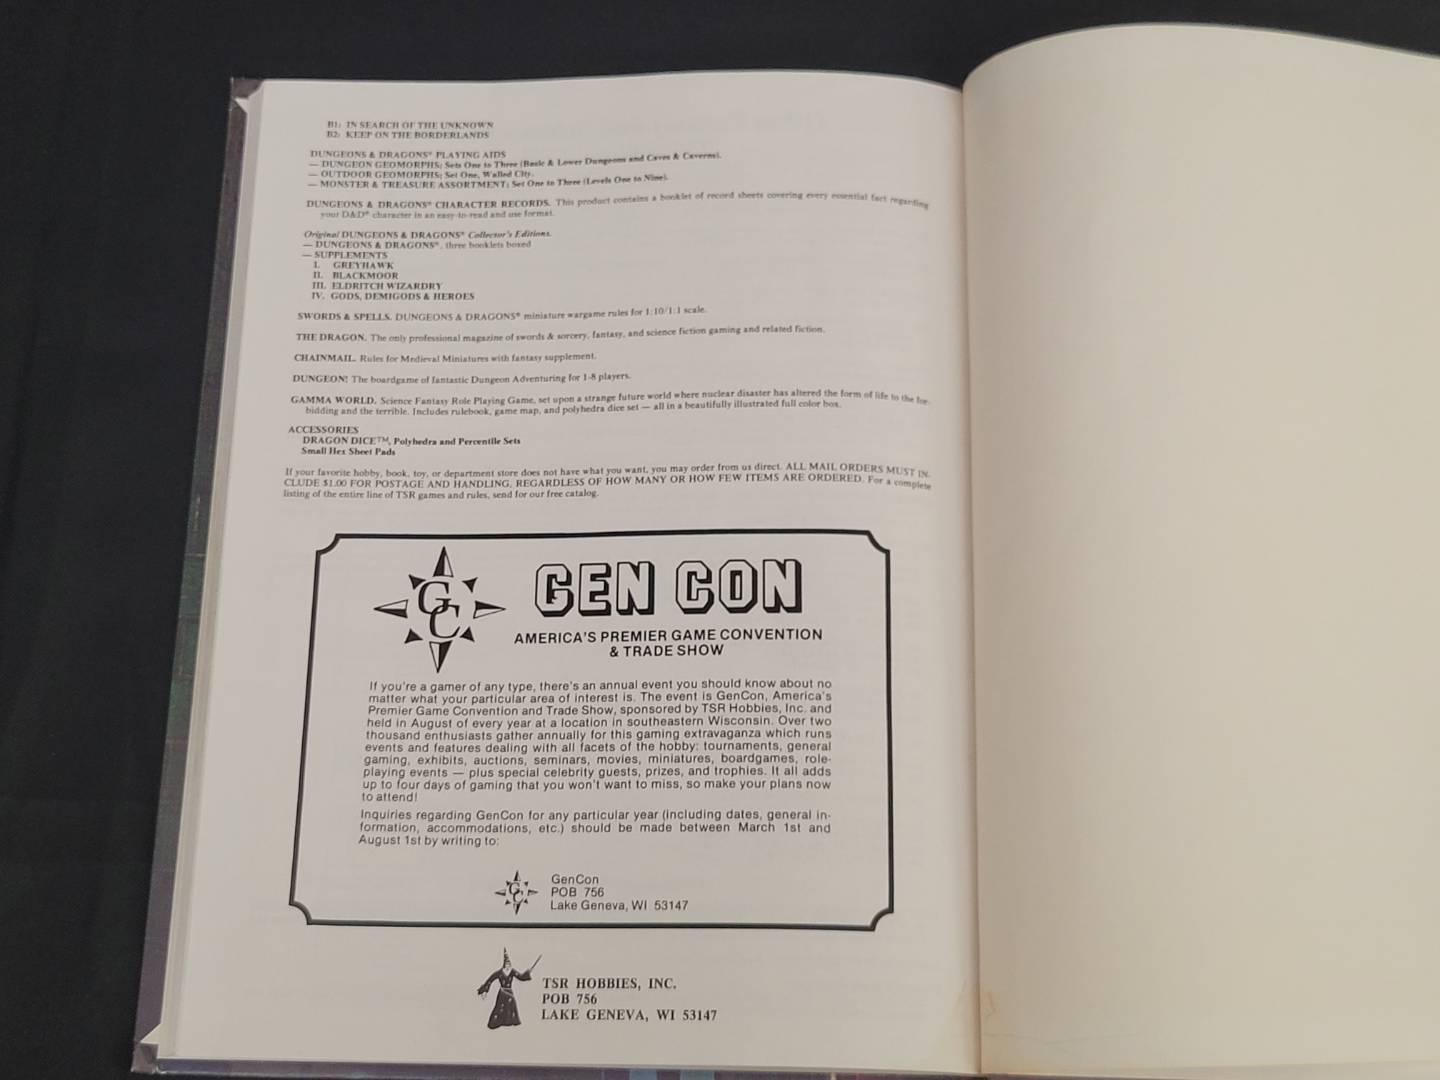 B1: IN SEARCH OF THE UNKNOWN
B2: KEEP ON THE BORDERLANDS
DUNGEONS & DRAGONS® PLAYING AIDS
— DUNGEON GEOMORPHS; Sets One to Three (Basic & Lower Dungeons and Caves & Caverns).
— OUTDOOR GEOMORPHS; Set One, Walled City.
— MONSTER & TREASURE ASSORTMENT; Set One to Three (Levels One to Nine).
DUNGEONS & DRAGONS® CHARACTER RECORDS. This product contains a booklet of record sheets covering every essential fact regarding
your D&D® character in an easy-to-read and use format.
Original DUNGEONS & DRAGONS® Collector's Editions.
— DUNGEONS & DRAGONS®, three booklets boxed
— SUPPLEMENTS
I. GREYHAWK
II. BLACKMOOR
III. ELDRITCH WIZARDRY
IV. GODS, DEMIGODS & HEROES
SWORDS & SPELLS. DUNGEONS & DRAGONS® miniature wargame rules for 1:10/1:1 scale.
THE DRAGON. The only professional magazine of swords & sorcery, fantasy, and science fiction gaming and related fiction.
CHAINMAIL. Rules for Medieval Miniatures with fantasy supplement.
DUNGEON! The boardgame of fantastic Dungeon Adventuring for 1-8 players.
GAMMA WORLD. Science Fantasy Role Playing Game, set upon a strange future world where nuclear disaster has altered the form of life to the for-
bidding and the terrible. Includes rulebook, game map, and polyhedra dice set — all in a beautifully illustrated full color box.
ACCESSORIES
DRAGON DICE™, Polyhedra and Percentile Sets
Small Hex Sheet Pads
If your favorite hobby, book, toy, or department store does not have what you want, you may order from us direct. ALL MAIL ORDERS MUST IN-
CLUDE $1.00 FOR POSTAGE AND HANDLING, REGARDLESS OF HOW MANY OR HOW FEW ITEMS ARE ORDERED. For a complete
listing of the entire line of TSR games and rules, send for our free catalog.
GC
GEN CON
AMERICA'S PREMIER GAME CONVENTION
& TRADE SHOW
If you're a gamer of any type, there's an annual event you should know about no
matter what your particular area of interest is. The event is GenCon, America's
Premier Game Convention and Trade Show, sponsored by TSR Hobbies, Inc. and
held in August of every year at a location in southeastern Wisconsin. Over two
thousand enthusiasts gather annually for this gaming extravaganza which runs
events and features dealing with all facets of the hobby: tournaments, general
gaming, exhibits, auctions, seminars, movies, miniatures, boardgames, role-
playing events — plus special celebrity guests, prizes, and trophies. It all adds
up to four days of gaming that you won't want to miss, so make your plans now
to attend!
Inquiries regarding GenCon for any particular year (including dates, general in-
formation, accommodations, etc.) should be made between March 1st and
August 1st by writing to:
GC
GenCon
POB 756
Lake Geneva, WI 53147
TSR HOBBIES, INC.
POB 756
LAKE GENEVA, WI 53147